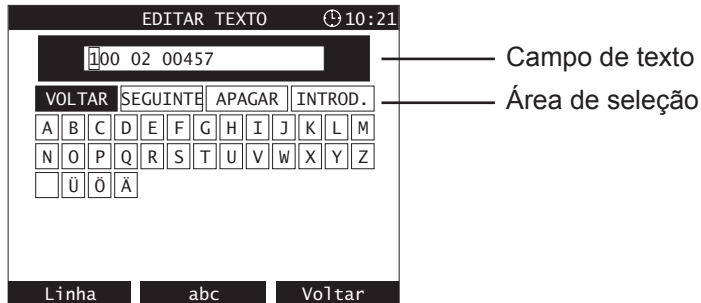 EDITAR TEXTO 10:21
100 02 00457
Campo de texto
VOLTAR SEGUINTE APAGAR INTROD.
Área de seleção
A B C D E F G H I J K L M
N O P Q R S T U V W X Y Z
Ü Ö Ä
Linha abc Voltar